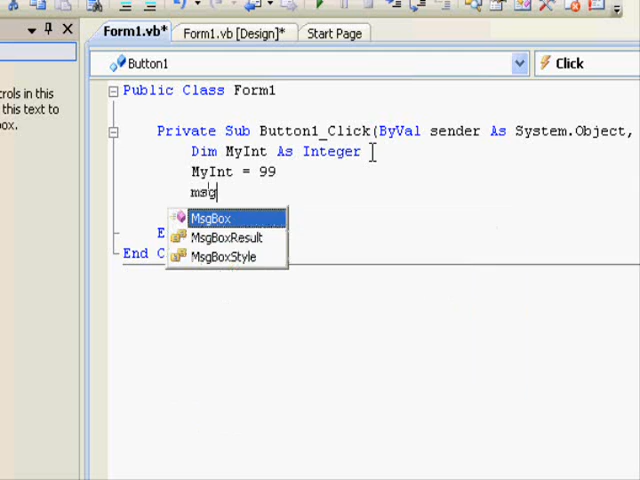 Form1.vb* Form1.vb [Design]* Start Page
Button1 Click
rols in this
this text to
ox.
Public Class Form1
Private Sub Button1_Click(ByVal sender As System.Object,
Dim MyInt As Integer
MyInt = 99
msg
MsgBox
MsgBoxResult
MsgBoxStyle
E
End C